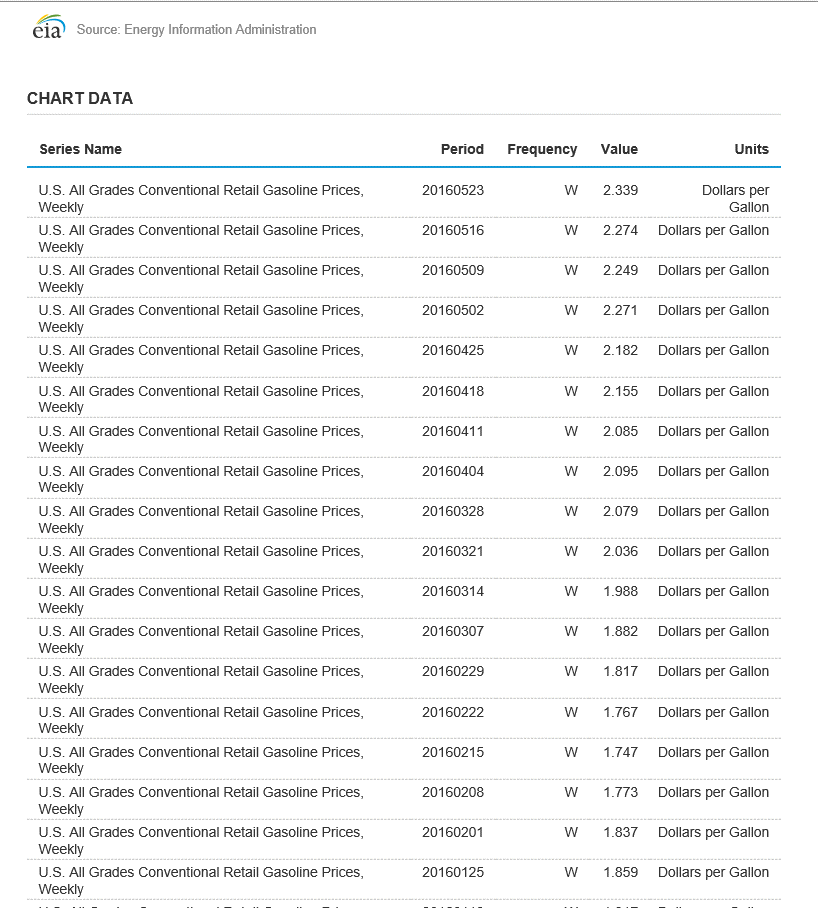 eia Source: Energy Information Administration
CHART DATA
Series Name Period Frequency Value Units
U.S. All Grades Conventional Retail Gasoline Prices, 20160523 W 2.339 Dollars per
Weekly Gallon
U.S. All Grades Conventional Retail Gasoline Prices, 20160516 W 2.274 Dollars per Gallon
Weekly
U.S. All Grades Conventional Retail Gasoline Prices, 20160509 W 2.249 Dollars per Gallon
Weekly
U.S. All Grades Conventional Retail Gasoline Prices, 20160502 W 2.271 Dollars per Gallon
Weekly
U.S. All Grades Conventional Retail Gasoline Prices, 20160425 W 2.182 Dollars per Gallon
Weekly
U.S. All Grades Conventional Retail Gasoline Prices, 20160418 W 2.155 Dollars per Gallon
Weekly
U.S. All Grades Conventional Retail Gasoline Prices, 20160411 W 2.085 Dollars per Gallon
Weekly
U.S. All Grades Conventional Retail Gasoline Prices, 20160404 W 2.095 Dollars per Gallon
Weekly
U.S. All Grades Conventional Retail Gasoline Prices, 20160328 W 2.079 Dollars per Gallon
Weekly
U.S. All Grades Conventional Retail Gasoline Prices, 20160321 W 2.036 Dollars per Gallon
Weekly
U.S. All Grades Conventional Retail Gasoline Prices, 20160314 W 1.988 Dollars per Gallon
Weekly
U.S. All Grades Conventional Retail Gasoline Prices, 20160307 W 1.882 Dollars per Gallon
Weekly
U.S. All Grades Conventional Retail Gasoline Prices, 20160229 W 1.817 Dollars per Gallon
Weekly
U.S. All Grades Conventional Retail Gasoline Prices, 20160222 W 1.767 Dollars per Gallon
Weekly
U.S. All Grades Conventional Retail Gasoline Prices, 20160215 W 1.747 Dollars per Gallon
Weekly
U.S. All Grades Conventional Retail Gasoline Prices, 20160208 W 1.773 Dollars per Gallon
Weekly
U.S. All Grades Conventional Retail Gasoline Prices, 20160201 W 1.837 Dollars per Gallon
Weekly
U.S. All Grades Conventional Retail Gasoline Prices, 20160125 W 1.859 Dollars per Gallon
Weekly